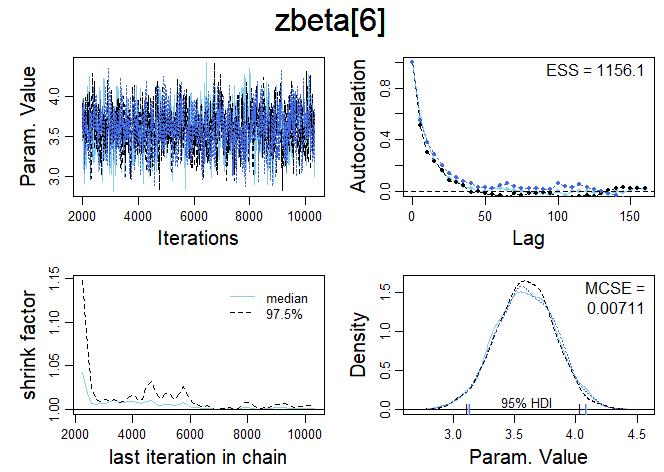 zbeta[6]
Param. Value
3.0 3.5 4.0
2000 4000 6000 8000 10000
Iterations
Autocorrelation
0.0 0.4 0.8
ESS = 1156.1
0 50 100 150
Lag
shrink factor
1.00 1.05 1.10 1.15
median
97.5%
2000 4000 6000 8000 10000
last iteration in chain
Density
0.0 0.5 1.0 1.5
MCSE =
0.00711
95% HDI
3.0 3.5 4.0 4.5
Param. Value